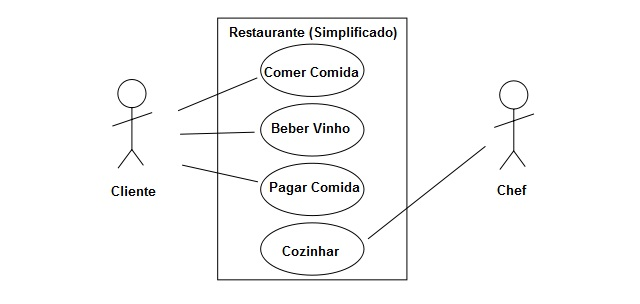 Restaurante (Simplificado)
Comer Comida
Beber Vinho
Pagar Comida
Cozinhar
Cliente
Chef